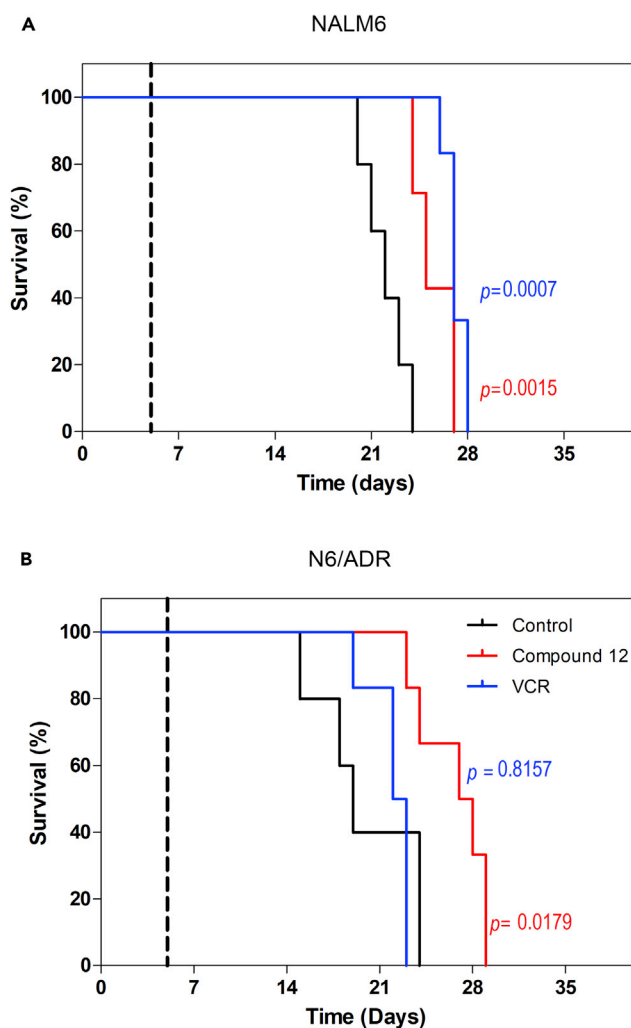 A
NALM6
100
80
60
40
20
0
Survival (%)
p=0.0007
p=0.0015
0 7 14 21 28 35
Time (days)
B
N6/ADR
100
80
60
40
20
0
Survival (%)
Control
Compound 12
VCR
p = 0.8157
p= 0.0179
0 7 14 21 28 35
Time (Days)